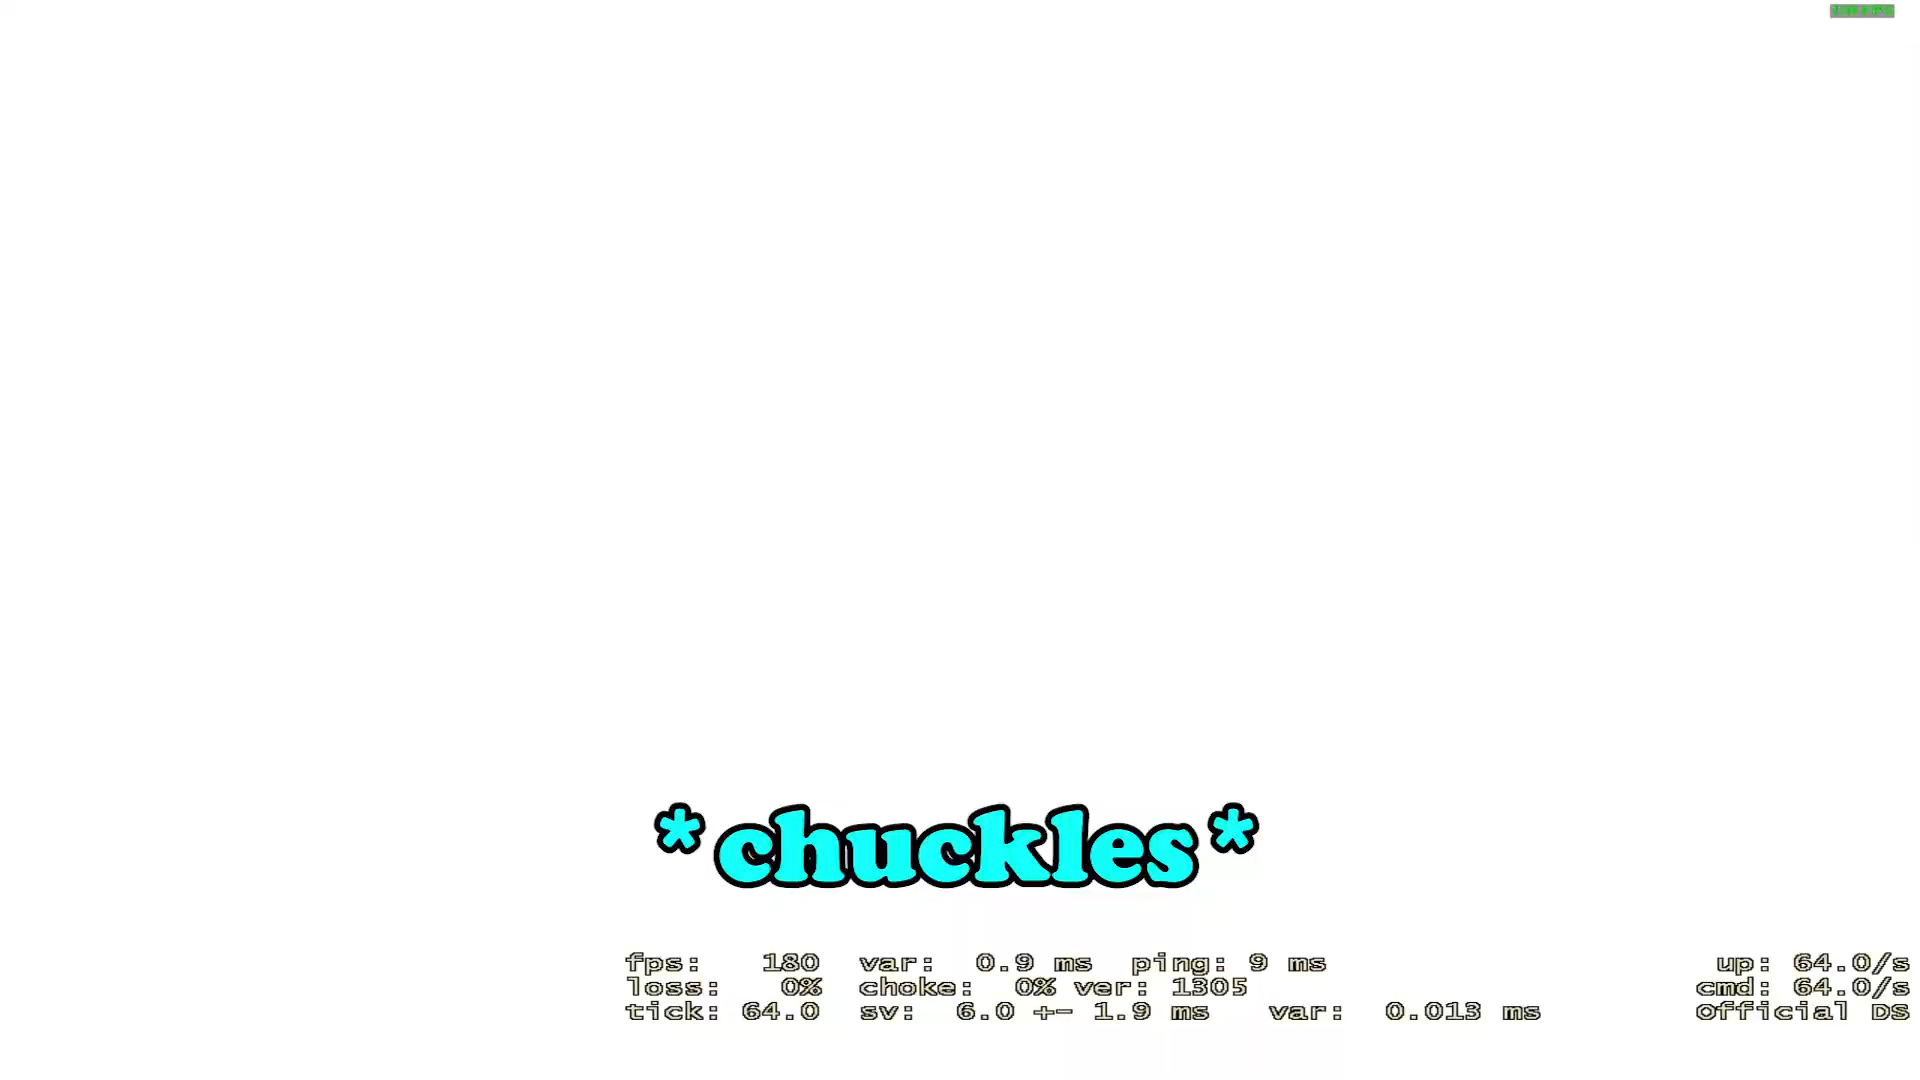 *chuckles*
fps: 180 var: 0.9 ms ping: 9 ms up: 64.0/s
loss: 0% choke: 0% ver: 1305 cmd: 64.0/s
tick: 64.0 sv: 6.0 +- 1.9 ms var: 0.013 ms Official DS